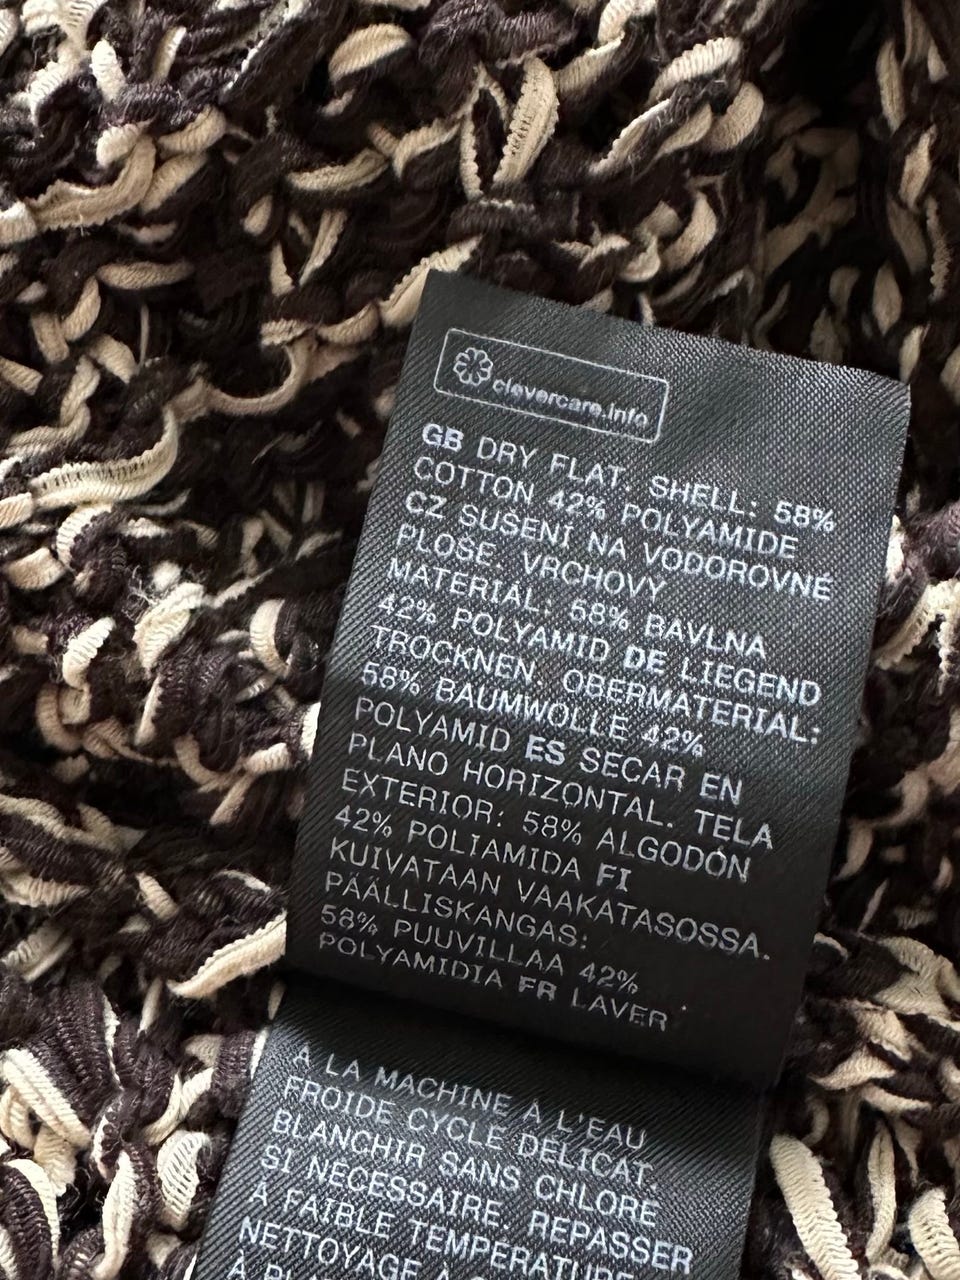 clevercare.info
GB DRY FLAT. SHELL: 58%
COTTON 42% POLYAMIDE
CZ SUŠENÍ NA VODOROVNÉ
PLOŠE. VRCHOVÝ
MATERIÁL: 58% BAVLNA
42% POLYAMID DE LIEGEND
TROCKNEN. OBERMATERIAL:
58% BAUMWOLLE 42%
POLYAMID ES SECAR EN
PLANO HORIZONTAL. TELA
EXTERIOR: 58% ALGODÓN
42% POLIAMIDA FI
KUIVATAAN VAAKATASOSSA.
PÄÄLLISKANGAS:
58% PUUVILLAA 42%
POLYAMIDIA FR LAVER
À LA MACHINE À L'EAU
FROIDE CYCLE DÉLICAT.
BLANCHIR SANS CHLORE
SI NÉCESSAIRE. REPASSER
À FAIBLE TEMPÉRATURE
NETTOYAGE À